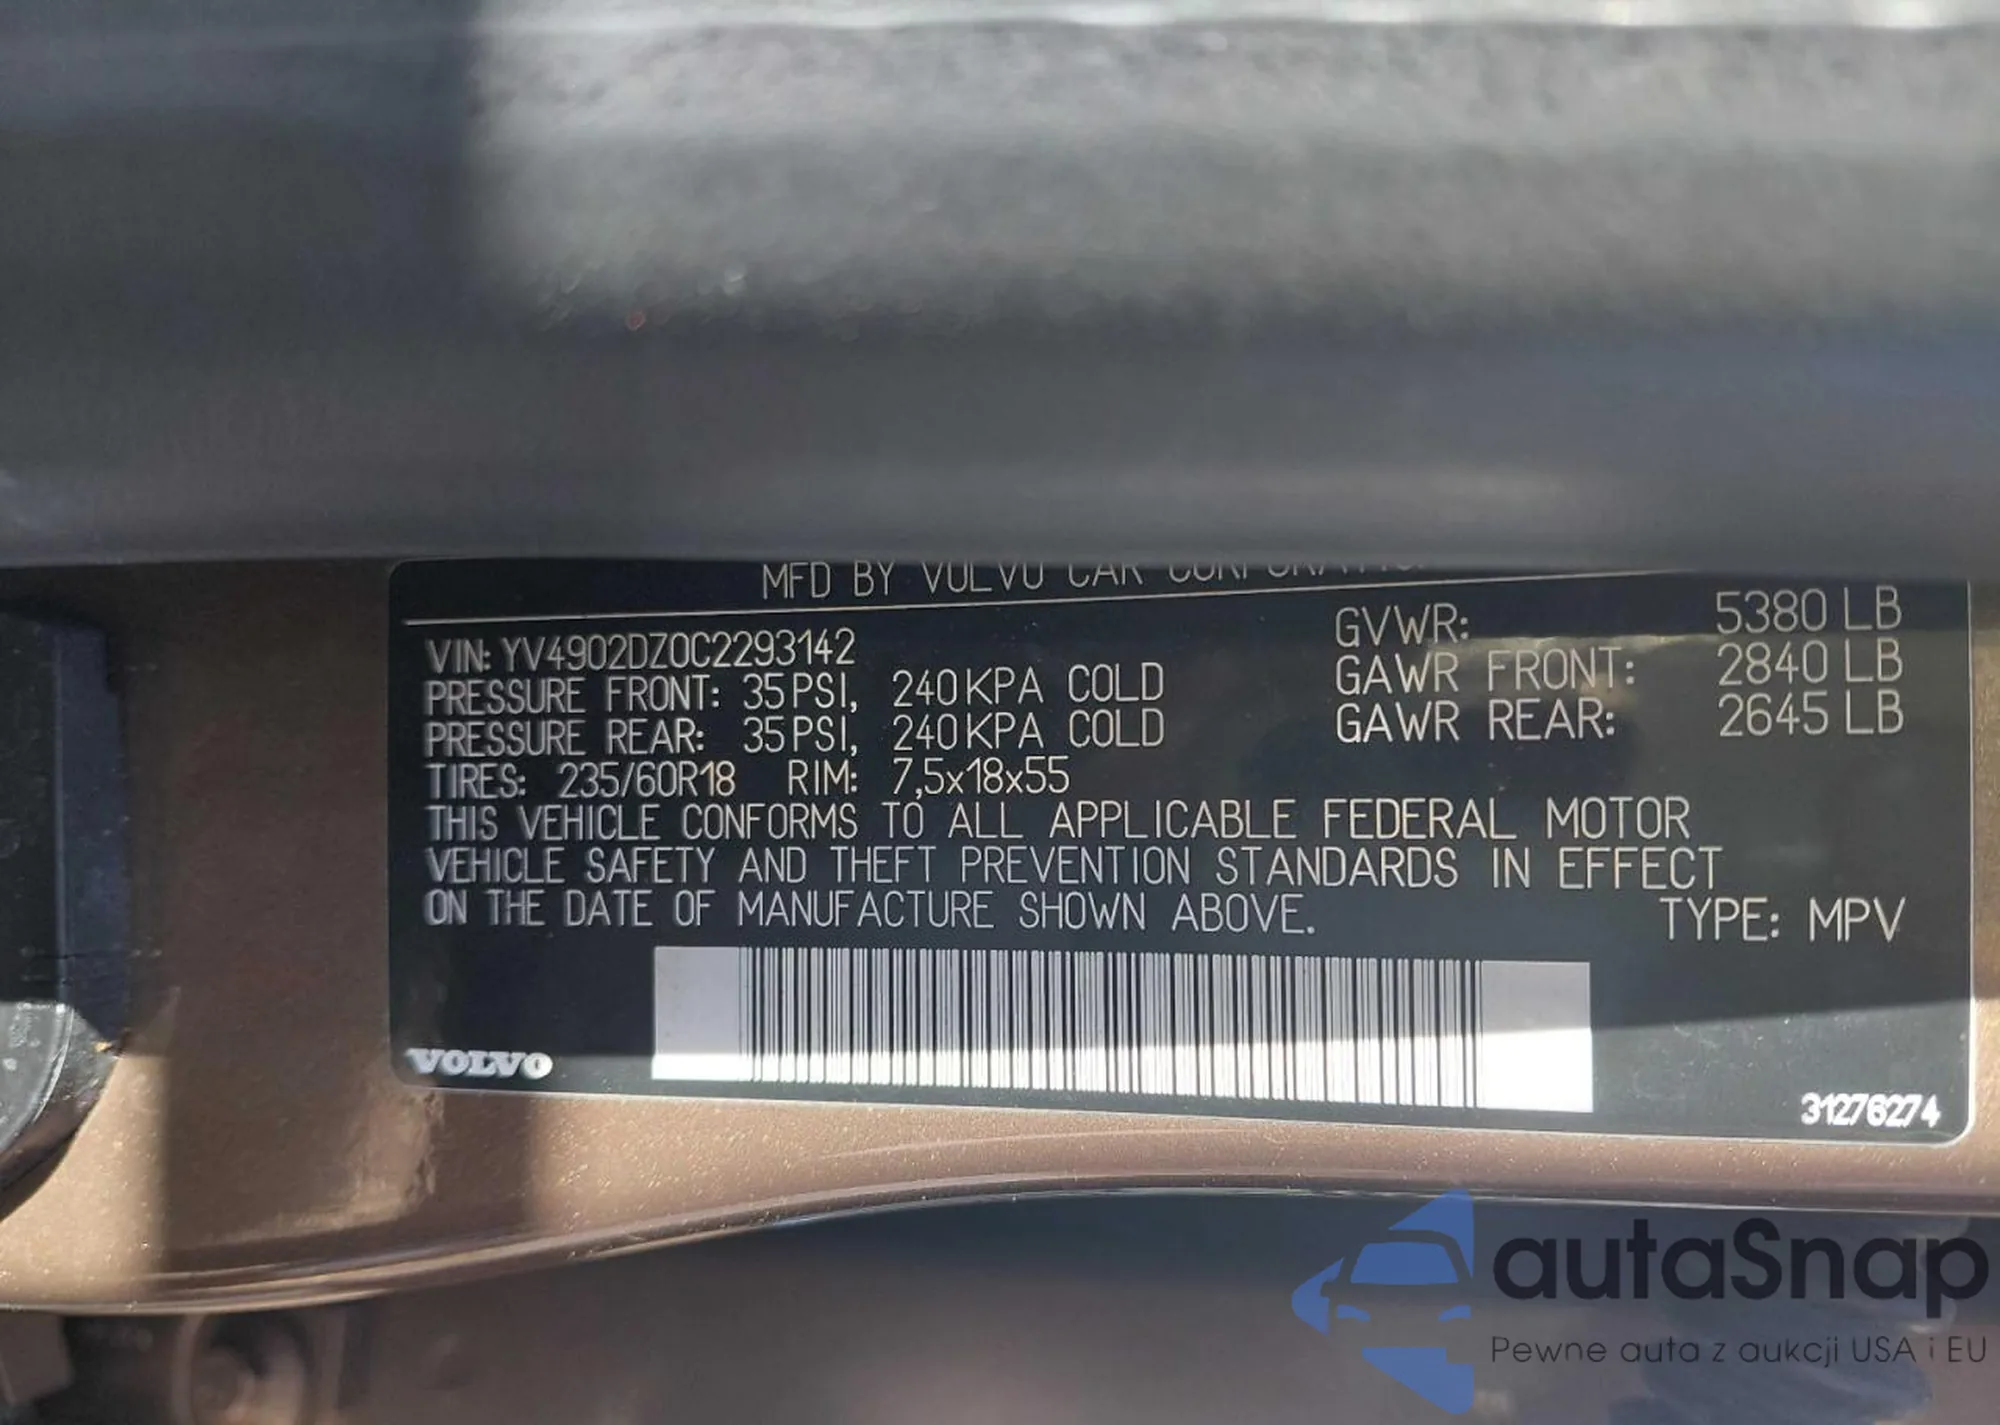 MFD BY VOLVO CAR CORPORATION
VIN: YV4902DZ0C2293142
PRESSURE FRONT: 35 PSI, 240 KPA COLD
PRESSURE REAR: 35 PSI, 240 KPA COLD
TIRES: 235/60R18 RIM: 7,5x18x55
GVWR: 5380 LB
GAWR FRONT: 2840 LB
GAWR REAR: 2645 LB
THIS VEHICLE CONFORMS TO ALL APPLICABLE FEDERAL MOTOR
VEHICLE SAFETY AND THEFT PREVENTION STANDARDS IN EFFECT
ON THE DATE OF MANUFACTURE SHOWN ABOVE.
TYPE: MPV
VOLVO
31276274
autaSnap
Pewne auta z aukcji USA i EU